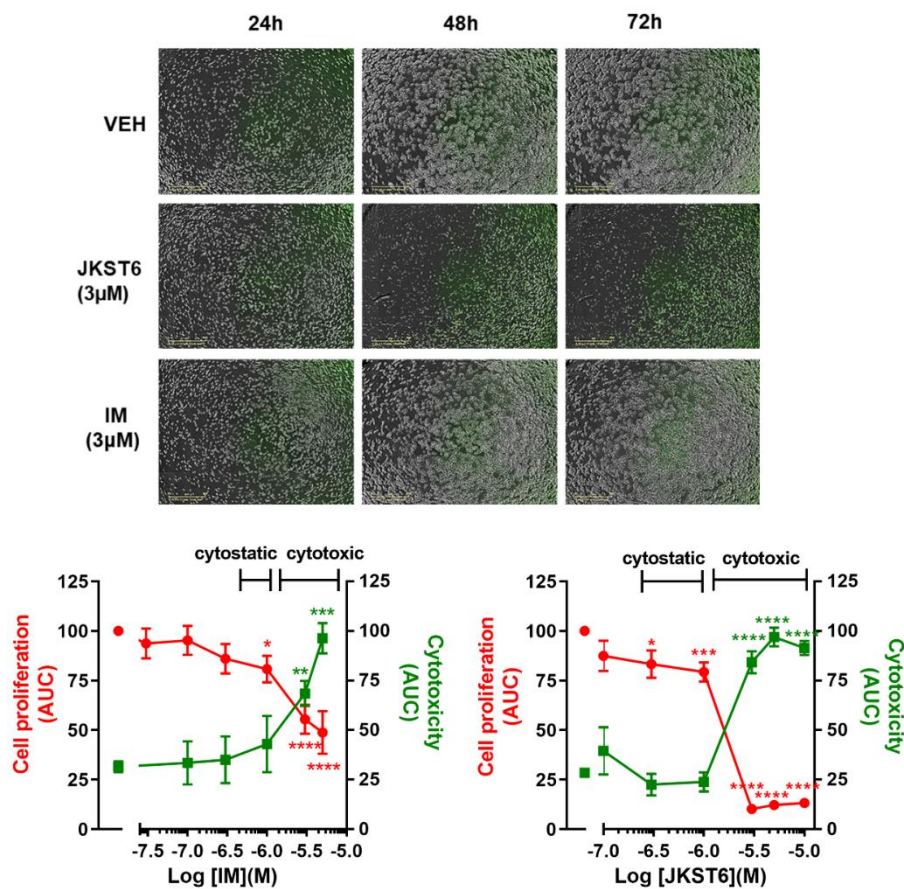 24h 48h 72h
VEH
JKST6
(3µM)
IM
(3µM)
cytostatic cytotoxic
125 125
100 100
75 75
50 50
25 25
0 0
Cell proliferation
(AUC)
Cytotoxicity
(AUC)
* ** *** **** ****
-7.5 -7.0 -6.5 -6.0 -5.5 -5.0
Log [IM](M)
cytostatic cytotoxic
125 125
100 100
75 75
50 50
25 25
0 0
Cell proliferation
(AUC)
Cytotoxicity
(AUC)
* *** **** **** **** **** **** ****
-7.0 -6.5 -6.0 -5.5 -5.0
Log [JKST6](M)